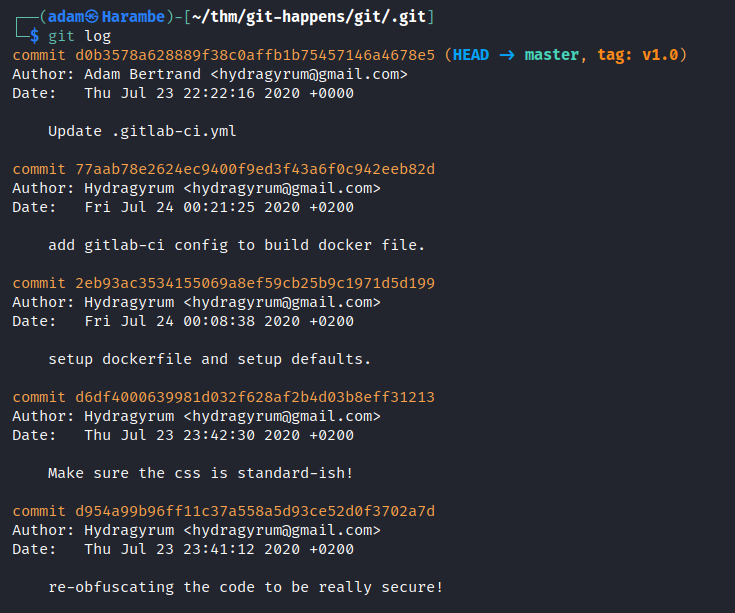 (adam㉿Harambe)-[~/thm/git-happens/git/.git]
$ git log
commit d0b3578a628889f38c0affb1b75457146a4678e5 (HEAD -> master, tag: v1.0)
Author: Adam Bertrand <hydragyrum@gmail.com>
Date:   Thu Jul 23 22:22:16 2020 +0000
    Update .gitlab-ci.yml
commit 77aab78e2624ec9400f9ed3f43a6f0c942eeb82d
Author: Hydragyrum <hydragyrum@gmail.com>
Date:   Fri Jul 24 00:21:25 2020 +0200
    add gitlab-ci config to build docker file.
commit 2eb93ac3534155069a8ef59cb25b9c1971d5d199
Author: Hydragyrum <hydragyrum@gmail.com>
Date:   Fri Jul 24 00:08:38 2020 +0200
    setup dockerfile and setup defaults.
commit d6df4000639981d032f628af2b4d03b8eff31213
Author: Hydragyrum <hydragyrum@gmail.com>
Date:   Thu Jul 23 23:42:30 2020 +0200
    Make sure the css is standard-ish!
commit d954a99b96ff11c37a558a5d93ce52d0f3702a7d
Author: Hydragyrum <hydragyrum@gmail.com>
Date:   Thu Jul 23 23:41:12 2020 +0200
    re-obfuscating the code to be really secure!